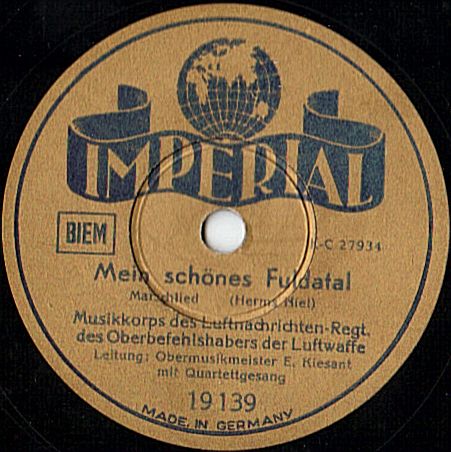 IMPERIAL
BIEM
K-C 27934
Mein schönes Fuldatal
Marschlied (Herms Niel)
Musikkorps des Luftnachrichten-Regt.
des Oberbefehlshabers der Luftwaffe
Leitung: Obermusikmeister E. Kiesant
mit Quartettgesang
19139
MADE IN GERMANY